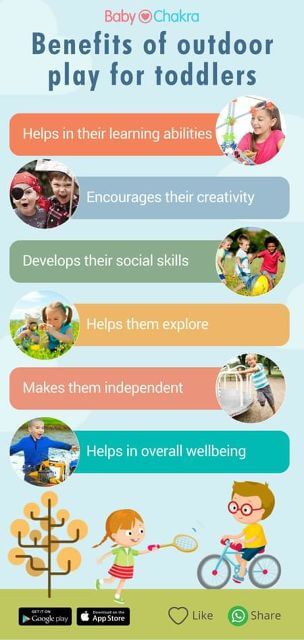 Baby Chakra
Benefits of outdoor
play for toddlers
Helps in their learning abilities
Encourages their creativity
Develops their social skills
Helps them explore
Makes them independent
Helps in overall wellbeing
GET IT ON
Google play
Download on the
App Store
Like
Share